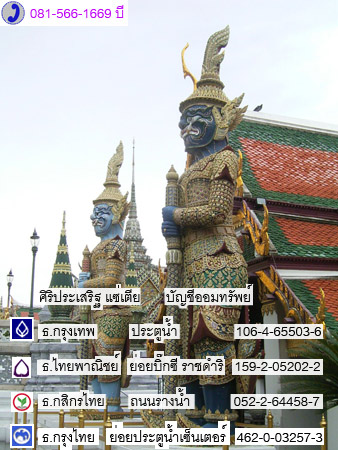 081-566-1669 บี
ศิริประเสริฐ แซ่เตีย บัญชีออมทรัพย์
ธ.กรุงเทพ ประตูน้ำ 106-4-65503-6
ธ.ไทยพาณิชย์ ย่อยบิ๊กซี ราชดำริ 159-2-05202-2
ธ.กสิกรไทย ถนนรางน้ำ 052-2-64458-7
ธ.กรุงไทย ย่อยประตูน้ำเซ็นเตอร์ 462-0-03257-3